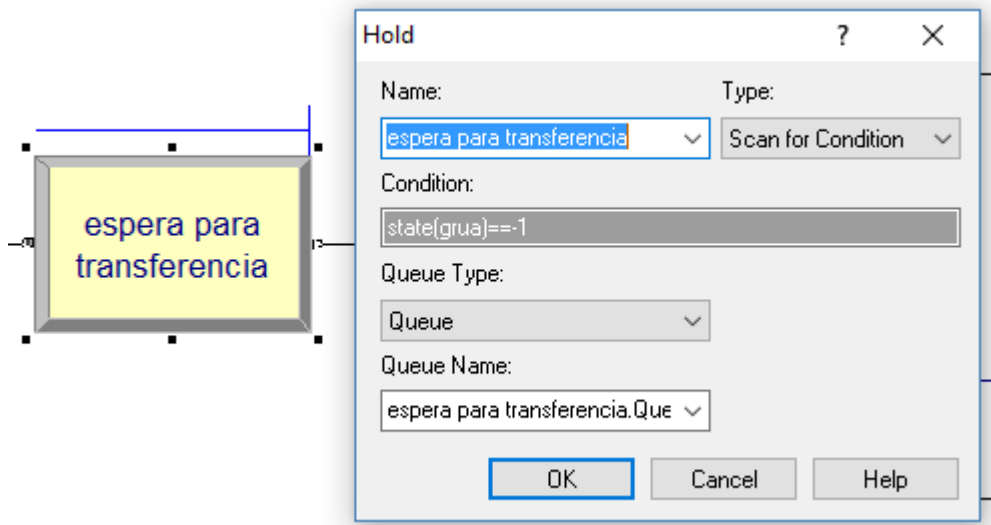 Hold
?
Name:
Type:
espera para transferencia
Scan for Condition
Condition:
state(grua)==-1
Queue Type:
Queue
Queue Name:
espera para transferencia.Que
OK
Cancel
Help
espera para
transferencia